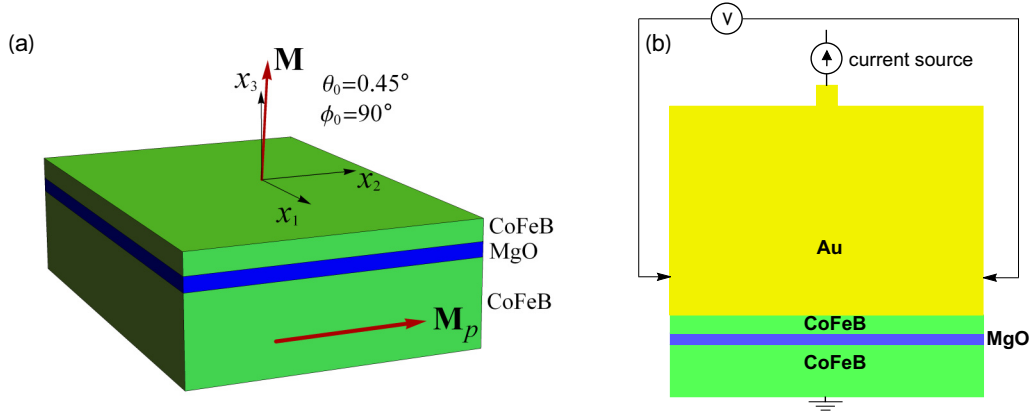 (a)
M
x3
θ0=0.45°
ϕ0=90°
x2
x1
CoFeB
MgO
CoFeB
Mp
(b)
V
current source
Au
CoFeB
MgO
CoFeB